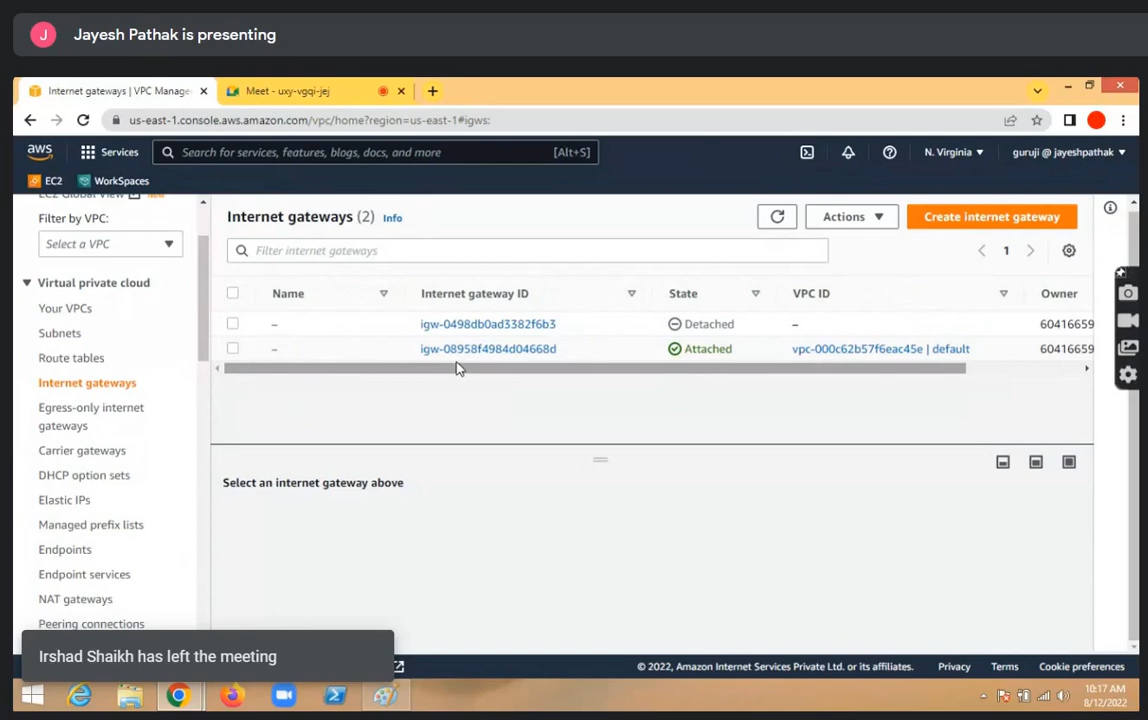 J Jayesh Pathak is presenting
Internet gateways | VPC Manage
Meet - uxy-vgqi-jej
us-east-1.console.aws.amazon.com/vpc/home?region=us-east-1#igws:
aws Services Search for services, features, blogs, docs, and more [Alt+S] N. Virginia guruji @ jayeshpathak
EC2 WorkSpaces
EC2 Global View New
Filter by VPC:
Select a VPC
Virtual private cloud
Your VPCs
Subnets
Route tables
Internet gateways
Egress-only internet
gateways
Carrier gateways
DHCP option sets
Elastic IPs
Managed prefix lists
Endpoints
Endpoint services
NAT gateways
Peering connections
Internet gateways (2) Info
Actions
Create internet gateway
Filter internet gateways
1
Name Internet gateway ID State VPC ID Owner
– igw-0498db0ad3382f6b3 Detached – 60416659
– igw-08958f4984d04668d Attached vpc-000c62b57f6eac45e | default 60416659
Select an internet gateway above
Irshad Shaikh has left the meeting
© 2022, Amazon Internet Services Private Ltd. or its affiliates. Privacy Terms Cookie preferences
10:17 AM
8/12/2022